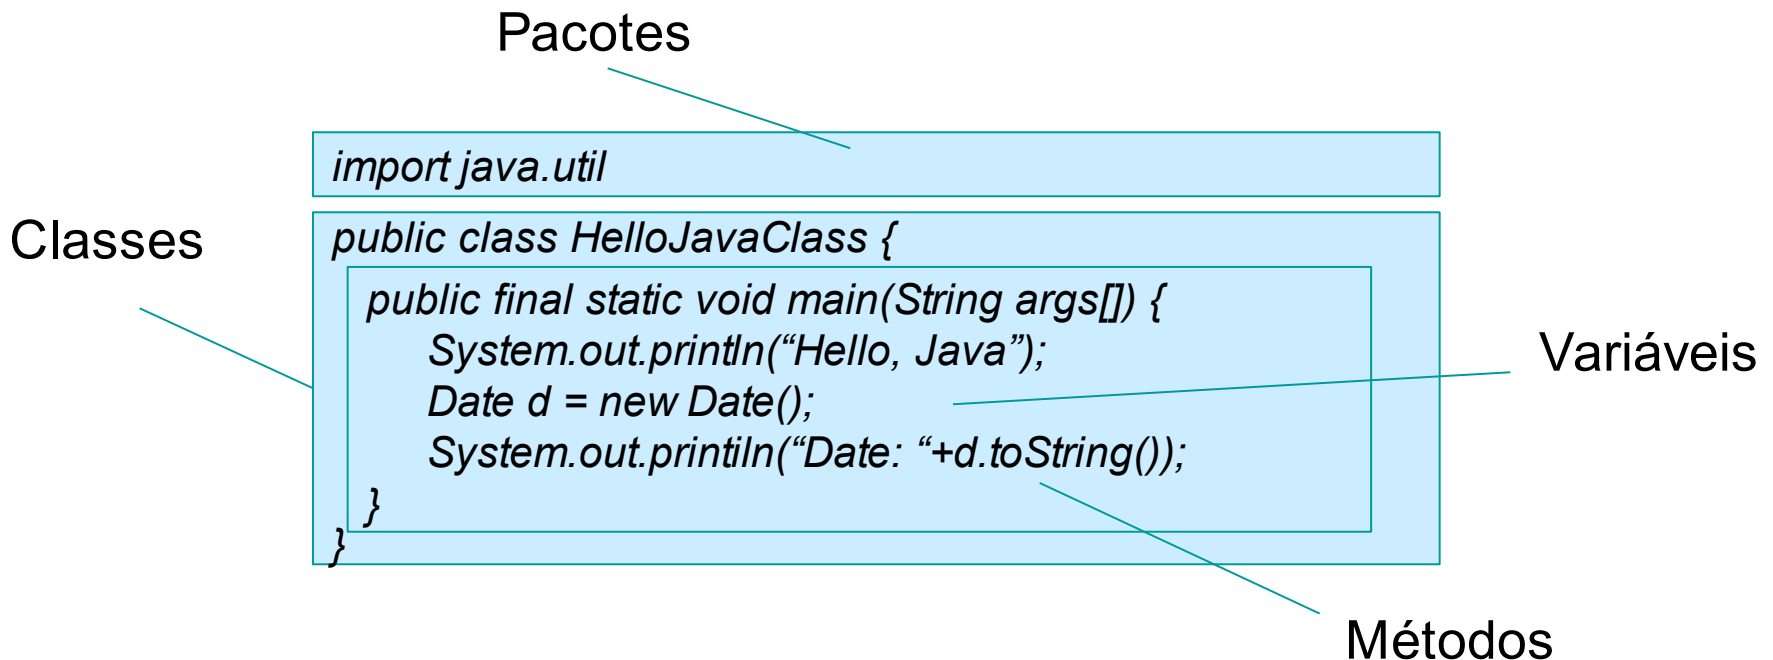 Pacotes
import java.util
Classes
public class HelloJavaClass {
public final static void main(String args[]) {
System.out.println(“Hello, Java”);
Variáveis
Date d = new Date();
System.out.printiln(“Date: “+d.toString());
}
}
Métodos